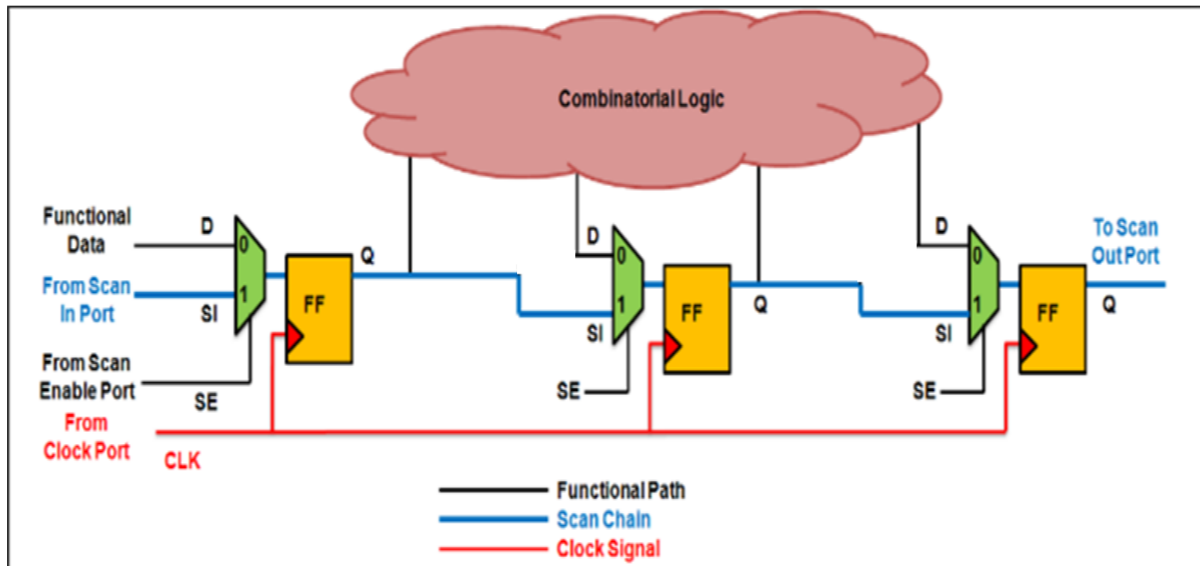 Combinatorial Logic
Functional
Data
D
0
From Scan
In Port
1
SI
From Scan
Enable Port
SE
From
Clock Port
CLK
Q
FF
D
0
1
SI
SE
FF
Q
D
0
1
SI
SE
FF
To Scan
Out Port
Q
Functional Path
Scan Chain
Clock Signal